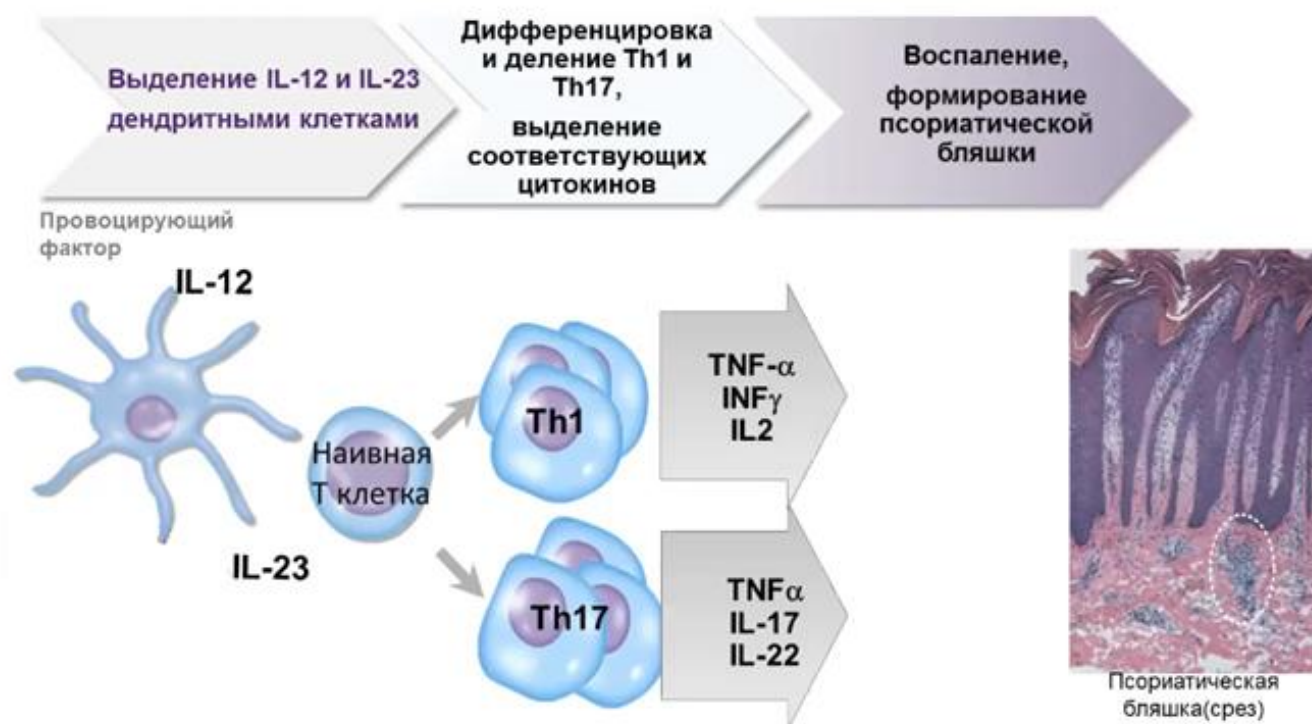 Выделение IL-12 и IL-23
дендритными клетками
Дифференцировка
и деление Th1 и
Th17,
выделение
соответствующих
цитокинов
Воспаление,
формирование
псориатической
бляшки
Провоцирующий
фактор
IL-12
IL-23
Наивная
Т клетка
Th1
Th17
TNF-α
INFγ
IL2
TNFα
IL-17
IL-22
Псориатическая
бляшка(срез)